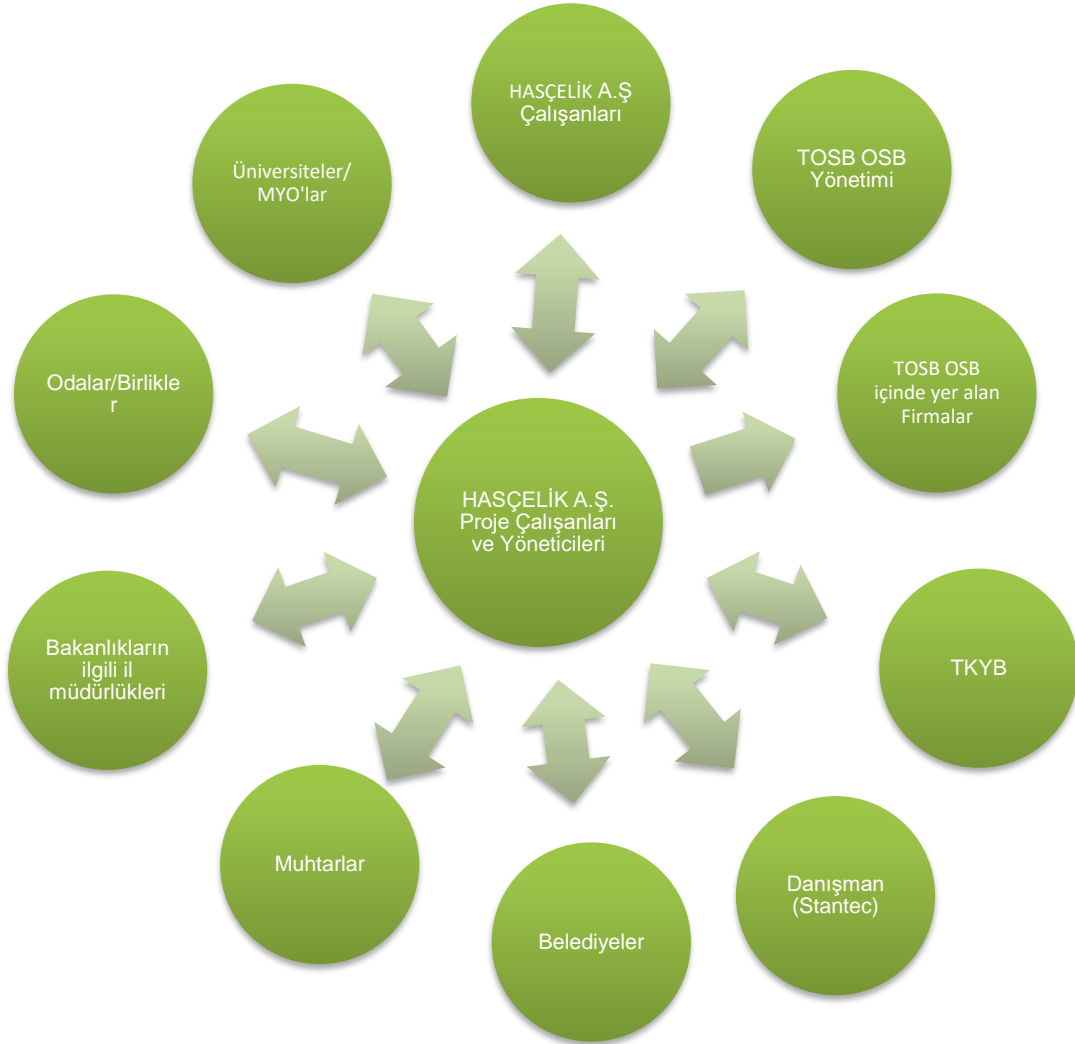 HASÇELİK A.Ş
Çalışanları
TOSB OSB
Yönetimi
TOSB OSB
içinde yer alan
Firmalar
TKYB
Danışman
(Stantec)
Belediyeler
Muhtarlar
Bakanlıkların
ilgili il
müdürlükleri
Odalar/Birlikle
r
Üniversiteler/
MYO'lar
HASÇELİK A.Ş.
Proje Çalışanları
ve Yöneticileri